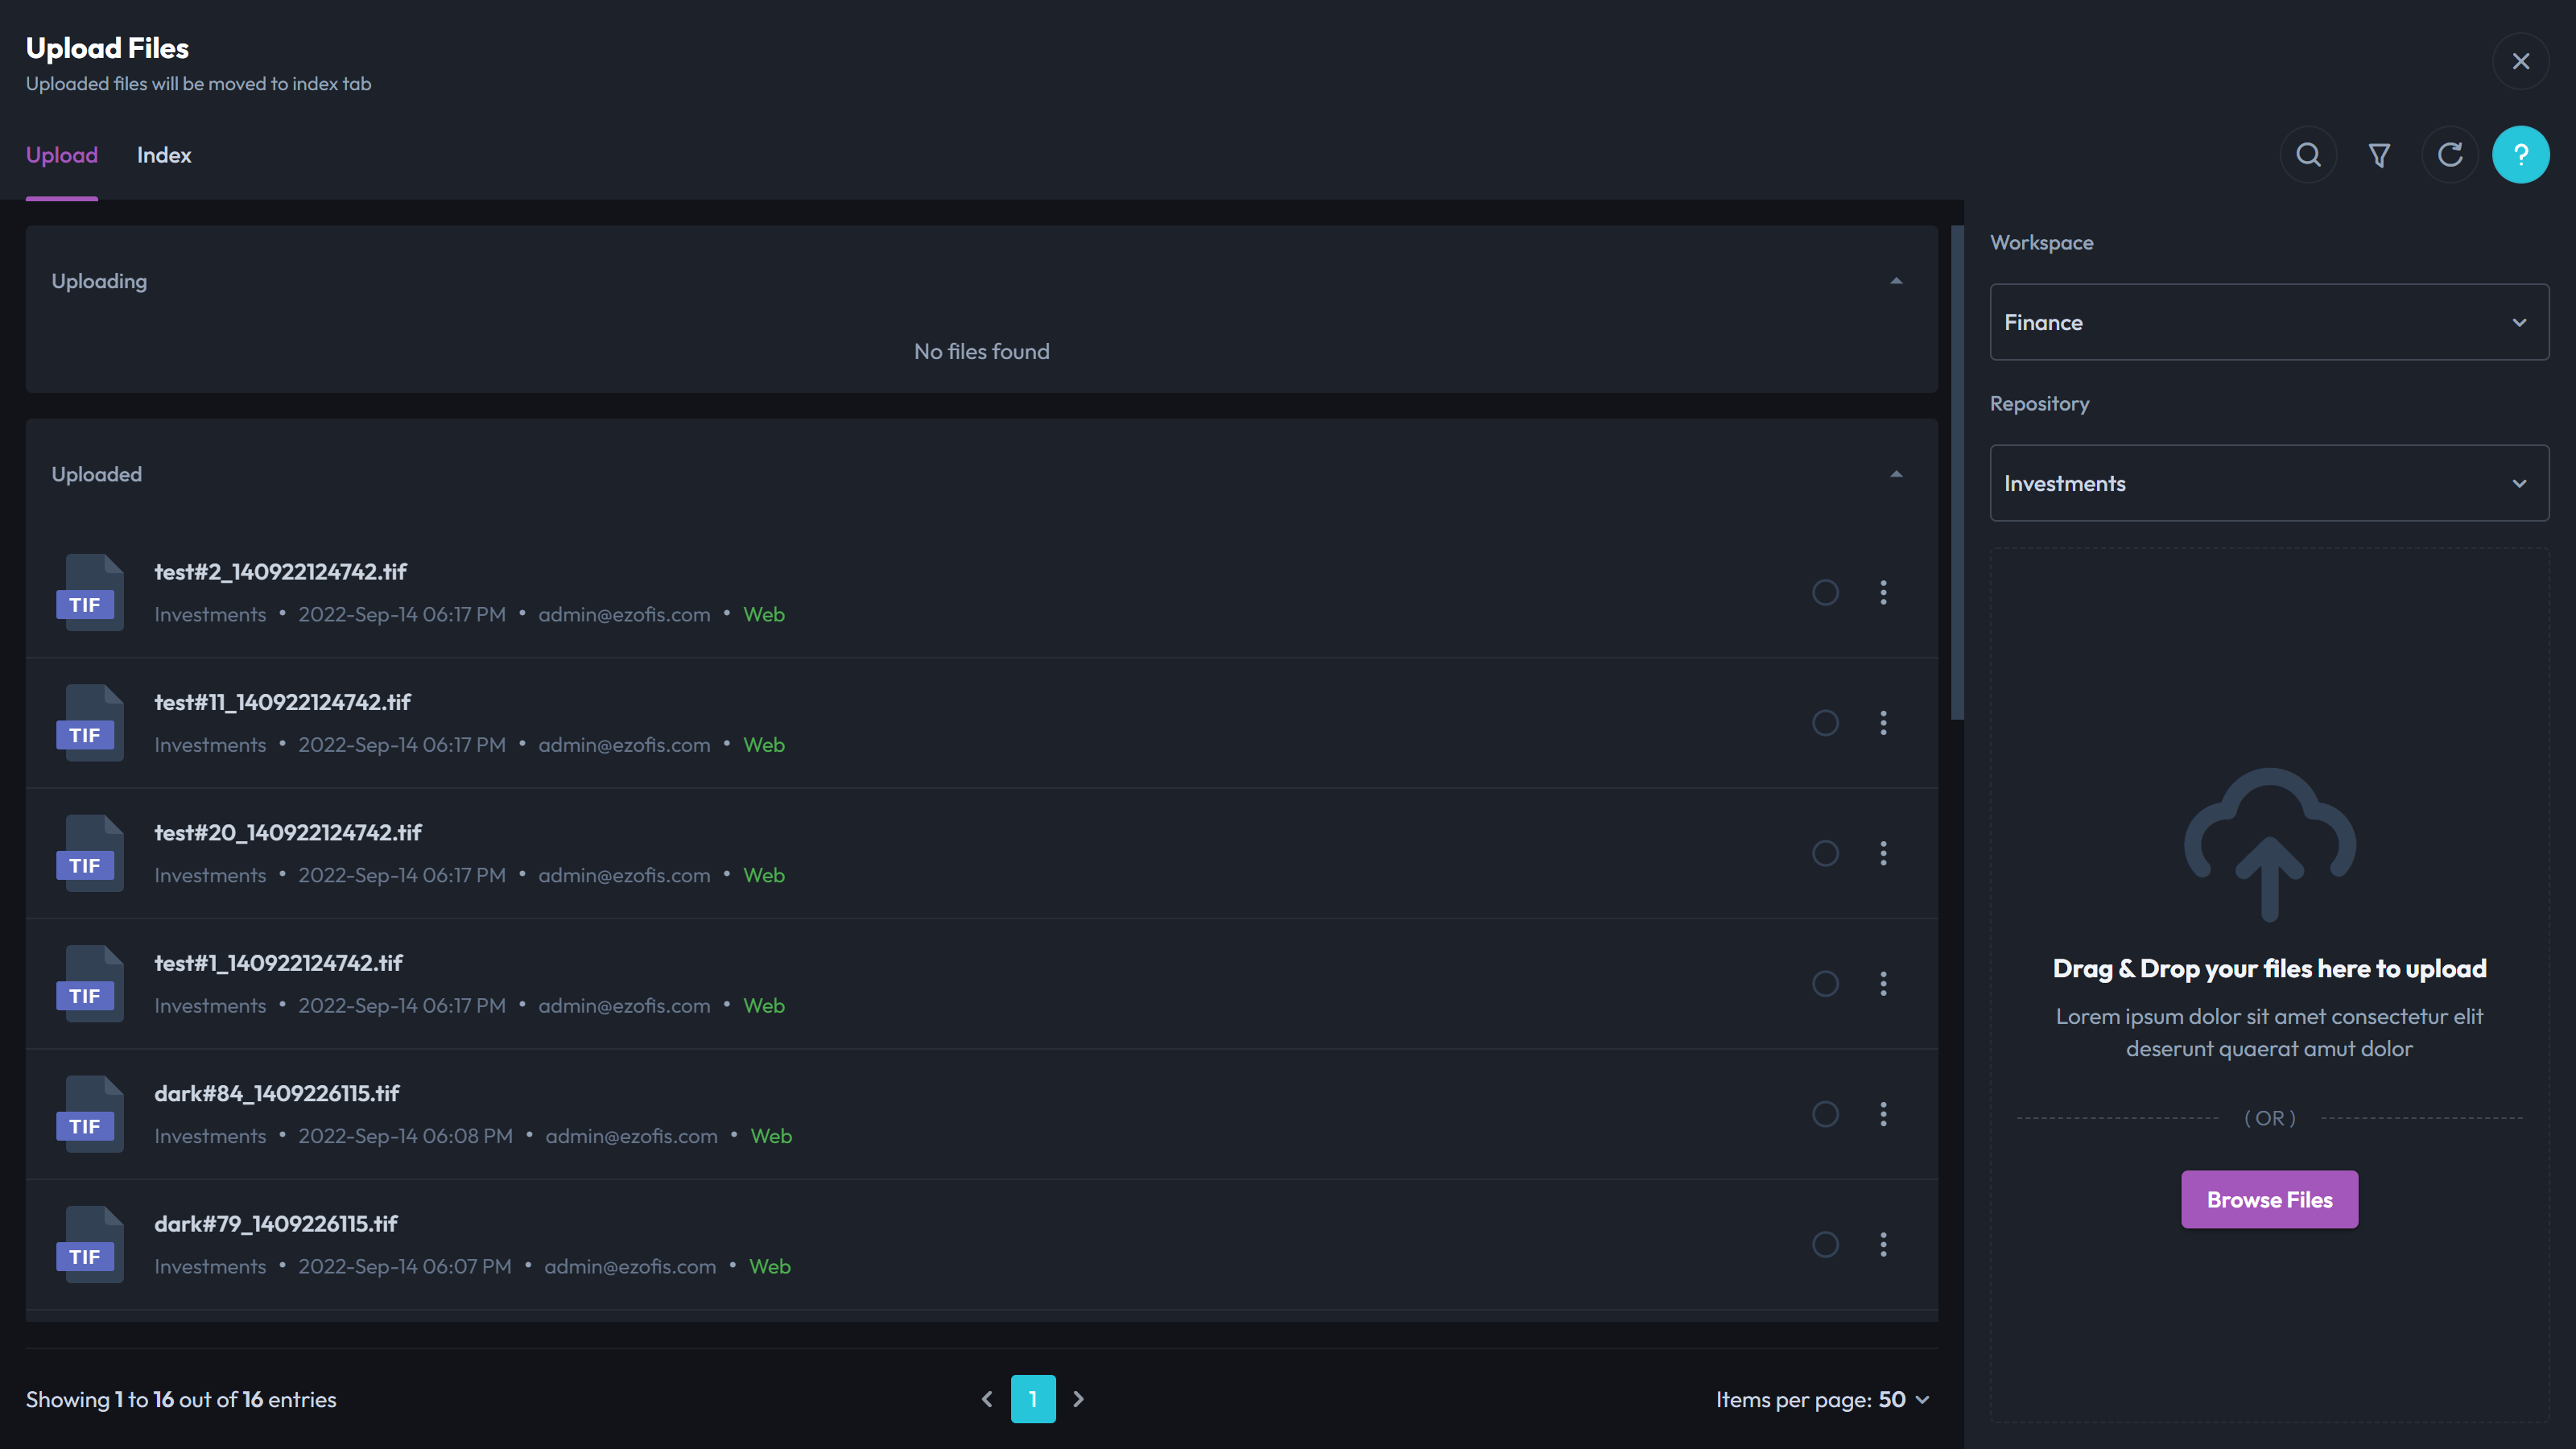 Upload Files
Uploaded files will be moved to index tab
Upload Index
?
Uploading
No files found
Uploaded
TIF
test#2_140922124742.tif
Investments • 2022-Sep-14 06:17 PM • admin@ezofis.com • Web
TIF
test#11_140922124742.tif
Investments • 2022-Sep-14 06:17 PM • admin@ezofis.com • Web
TIF
test#20_140922124742.tif
Investments • 2022-Sep-14 06:17 PM • admin@ezofis.com • Web
TIF
test#1_140922124742.tif
Investments • 2022-Sep-14 06:17 PM • admin@ezofis.com • Web
TIF
dark#84_1409226115.tif
Investments • 2022-Sep-14 06:08 PM • admin@ezofis.com • Web
TIF
dark#79_1409226115.tif
Investments • 2022-Sep-14 06:07 PM • admin@ezofis.com • Web
Showing 1 to 16 out of 16 entries
1
Items per page: 50
Workspace
Finance
Repository
Investments
Drag & Drop your files here to upload
Lorem ipsum dolor sit amet consectetur elit
deserunt quaerat amut dolor
( OR )
Browse Files